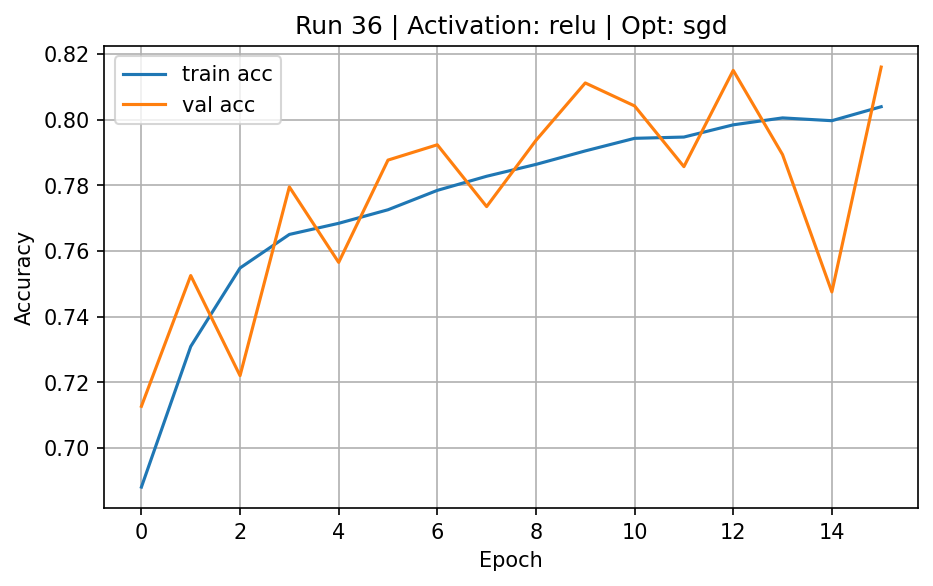 Run 36 | Activation: relu | Opt: sgd
train acc
val acc
Accuracy
0.82
0.80
0.78
0.76
0.74
0.72
0.70
0 2 4 6 8 10 12 14
Epoch